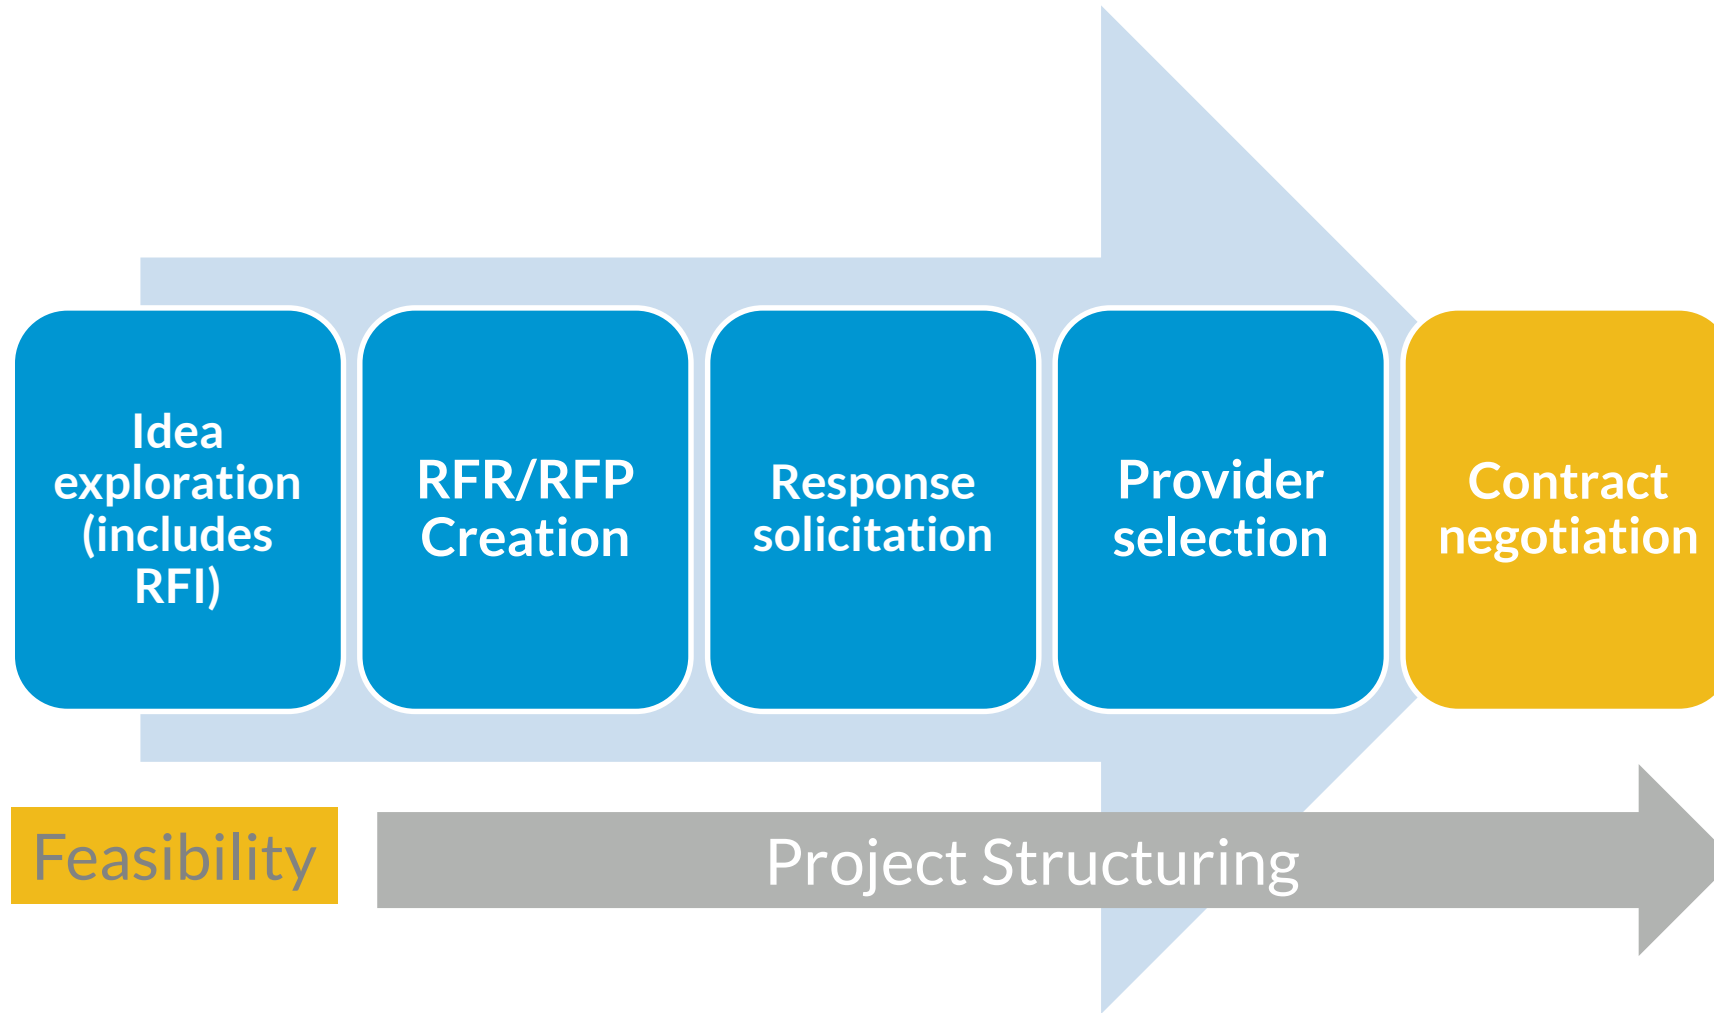 Idea
exploration
(includes
RFI)
RFR/RFP
Creation
Response
solicitation
Provider
selection
Contract
negotiation
Feasibility
Project Structuring